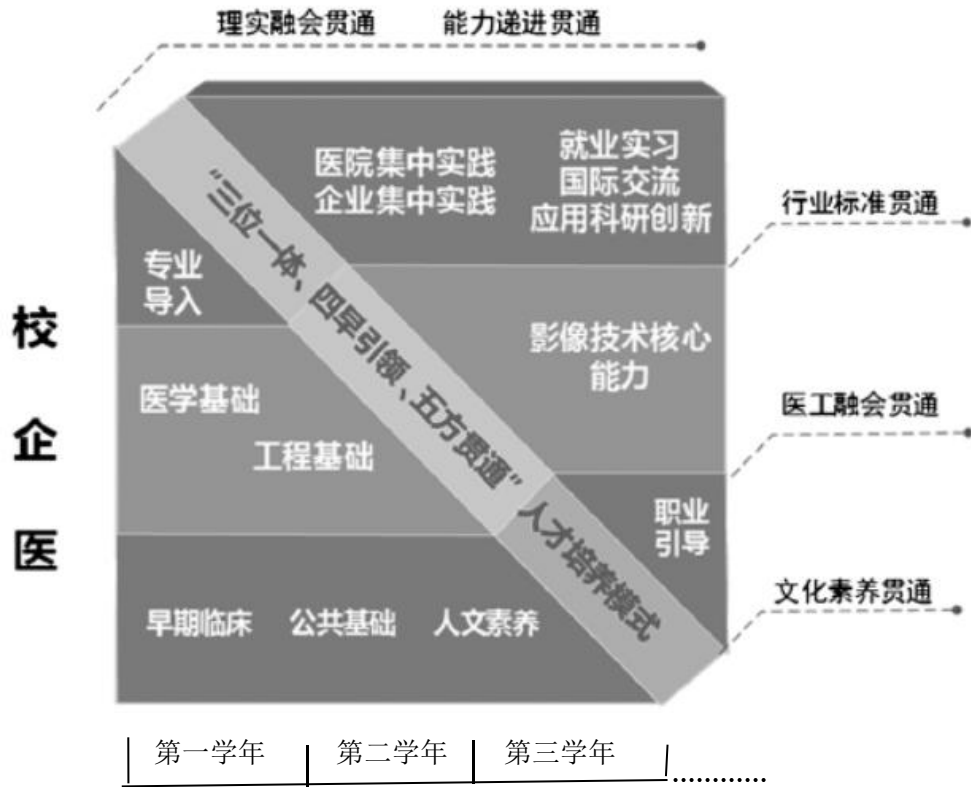 理实融会贯通 能力递进贯通
医院集中实践
企业集中实践
就业实习
国际交流
应用科研创新
行业标准贯通
“三位一体、四早引领、五方贯通”人才培养模式
专业
导入
校
企
医
影像技术核心
能力
医学基础
工程基础
医工融会贯通
职业
引导
文化素养贯通
早期临床 公共基础 人文素养
第一学年 第二学年 第三学年 …………